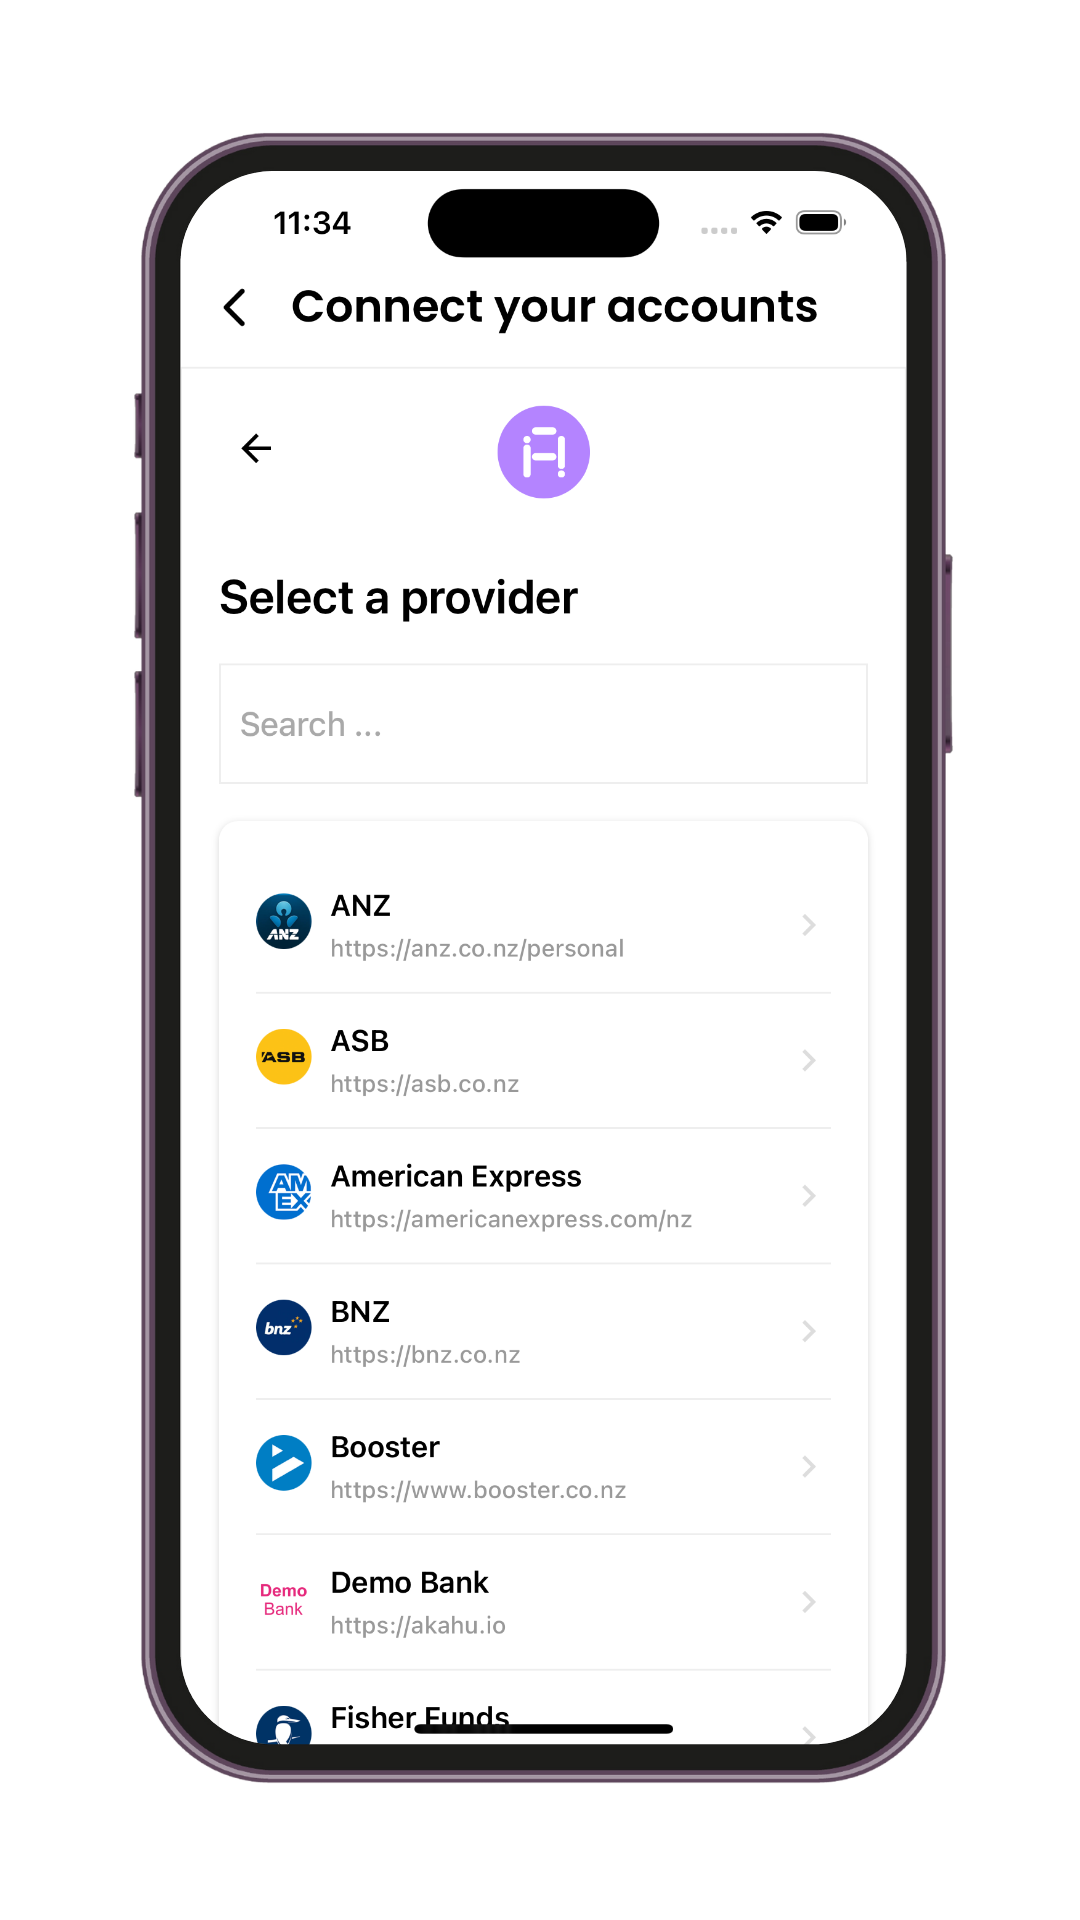 11:34
Connect your accounts
Select a provider
Search ...
ANZ
ANZ
https://anz.co.nz/personal
ASB
ASB
https://asb.co.nz
AM
EX
American Express
https://americanexpress.com/nz
bnz
BNZ
https://bnz.co.nz
Booster
https://www.booster.co.nz
Demo
Bank
Demo Bank
https://akahu.io
Fisher Funds